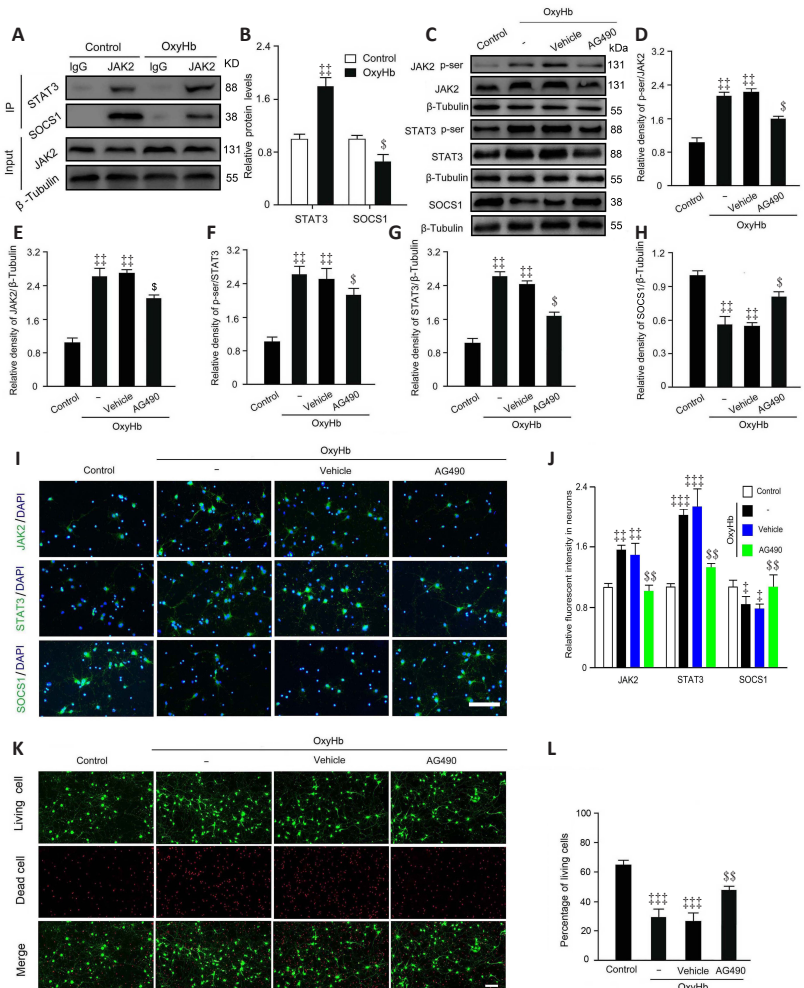 A
Control OxyHb
IgG JAK2 IgG JAK2 KD
IP
STAT3 88
SOCS1 38
Input
JAK2 131
β-Tubulin 55
B
Relative protein levels
2.4
1.6
0.8
0
Control
OxyHb
‡‡
‡‡
$
STAT3 SOCS1
C
OxyHb
Control - Vehicle AG490
kDa
JAK2 p-ser 131
JAK2 131
β-Tubulin 55
STAT3 p-ser 88
STAT3 88
β-Tubulin 55
SOCS1 38
β-Tubulin 55
D
Relative density of p-ser/JAK2
3.2
2.4
1.6
0.8
0
‡‡ ‡‡
$
Control – Vehicle AG490
OxyHb
E
Relative density of JAK2/β-Tubulin
3.2
2.6
1.8
0.9
0
‡‡ ‡‡
$
Control – Vehicle AG490
OxyHb
F
Relative density of p-ser/STAT3
3.2
2.6
1.8
0.9
0
‡‡ ‡‡
$
Control – Vehicle AG490
OxyHb
G
Relative density of STAT3/β-Tubulin
3.2
2.6
1.8
0.9
0
‡‡ ‡‡
$
Control – Vehicle AG490
OxyHb
H
Relative density of SOCS1/β-Tubulin
1.2
0.9
0.6
0.3
0
‡‡ ‡‡
$
Control – Vehicle AG490
OxyHb
I
OxyHb
Control – Vehicle AG490
JAK2/DAPI
STAT3/DAPI
SOCS1/DAPI
J
Relative fluorescent intensity in neurons
2.4
1.6
0.8
0
Control
OxyHb
-
Vehicle
AG490
‡‡ ‡‡ $$
‡‡‡ ‡‡‡ $$
‡ ‡ $$
JAK2 STAT3 SOCS1
K
OxyHb
Control – Vehicle AG490
Living cell
Dead cell
Merge
L
Percentage of living cells
100
80
60
40
20
0
‡‡‡ ‡‡‡ $$
Control – Vehicle AG490
OxyHb